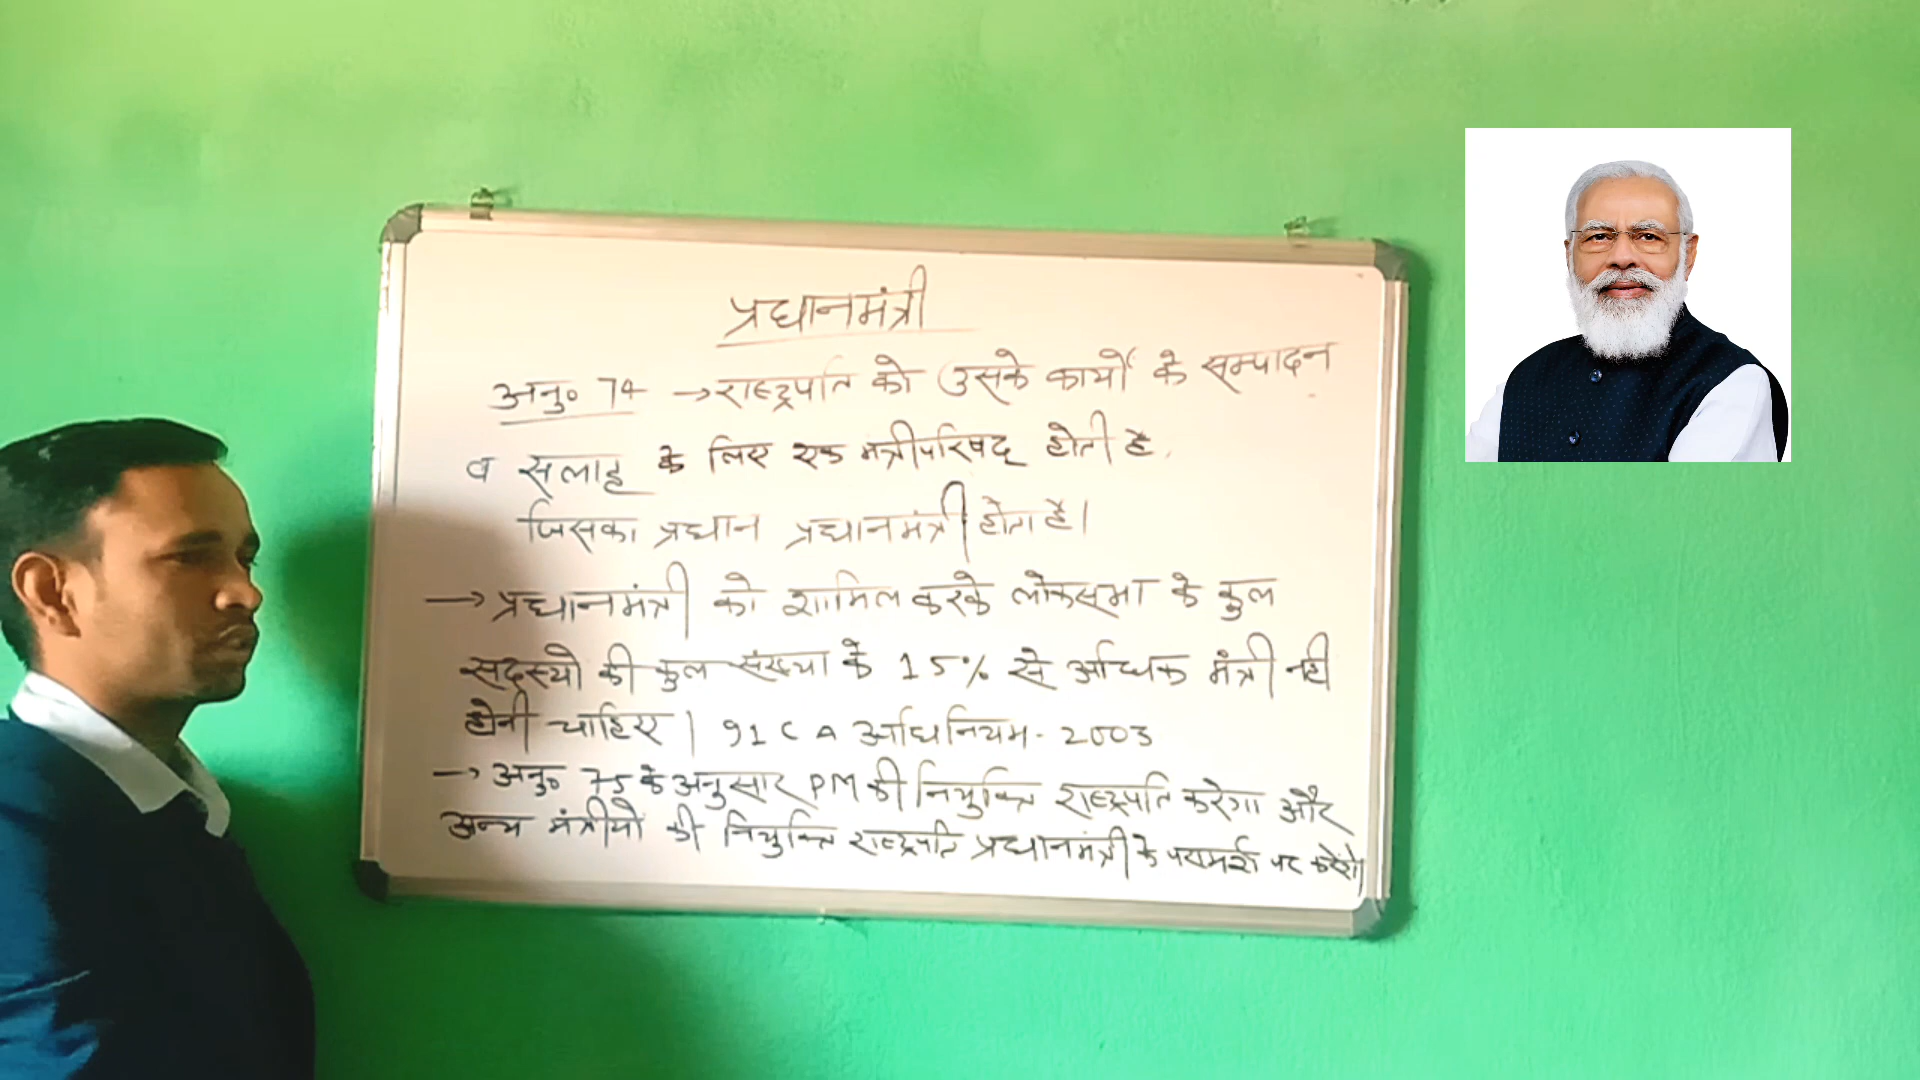 प्रधानमंत्री
अनु० 74 →राष्ट्रपति को उसके कार्यों के सम्पादन
व सलाह के लिए एक मंत्रीपरिषद् होती है,
जिसका प्रधान प्रधानमंत्री होता है।
→ प्रधानमंत्री को शामिल करके लोकसभा के कुल
सदस्यो की कुल संख्या के 15% से अधिक मंत्री नही
होनी चाहिए | 91 C A अधिनियम - 2003
→ अनु० 75 के अनुसार PM की नियुक्ति राष्ट्रपति करेगा और
अन्य मंत्रीयो की नियुक्ति राष्ट्रपति प्रधानमंत्री के परामर्श पर करेगे।